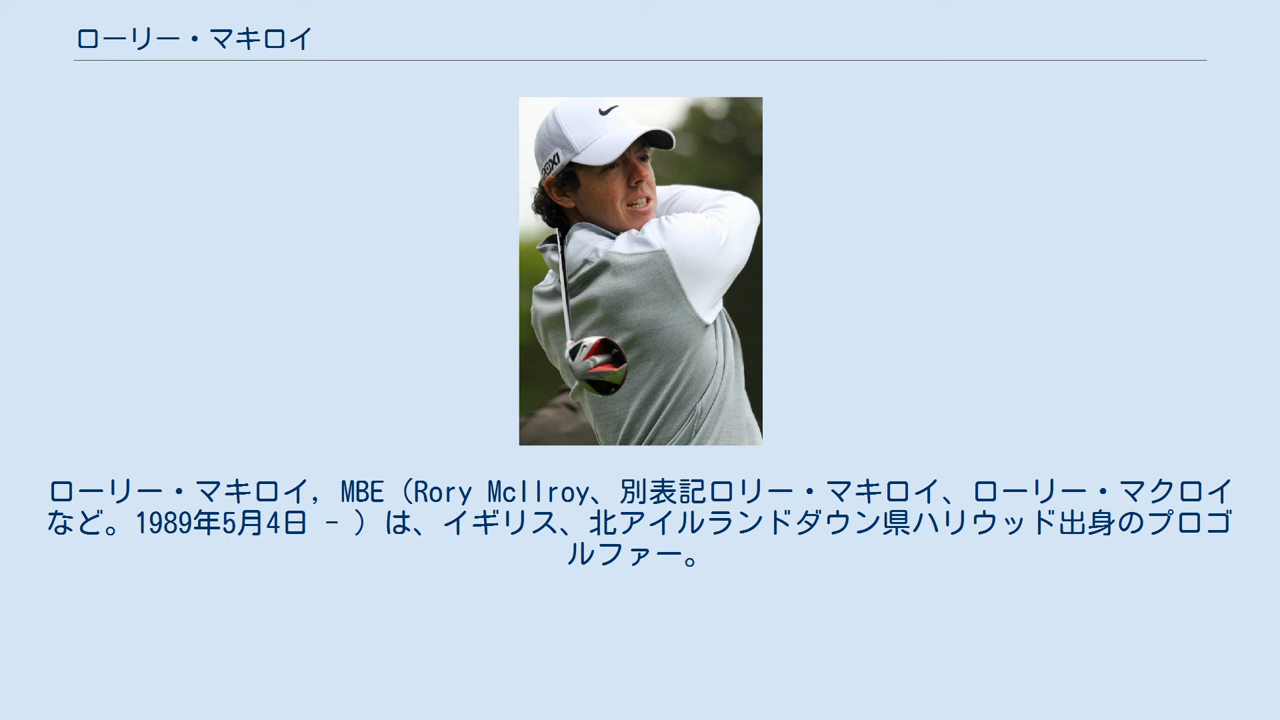 ローリー・マキロイ
ローリー・マキロイ, MBE（Rory McIlroy、別表記ロリー・マキロイ、ローリー・マクロイ
など。1989年5月4日 - ）は、イギリス、北アイルランドダウン県ハリウッド出身のプロゴ
ルファー。